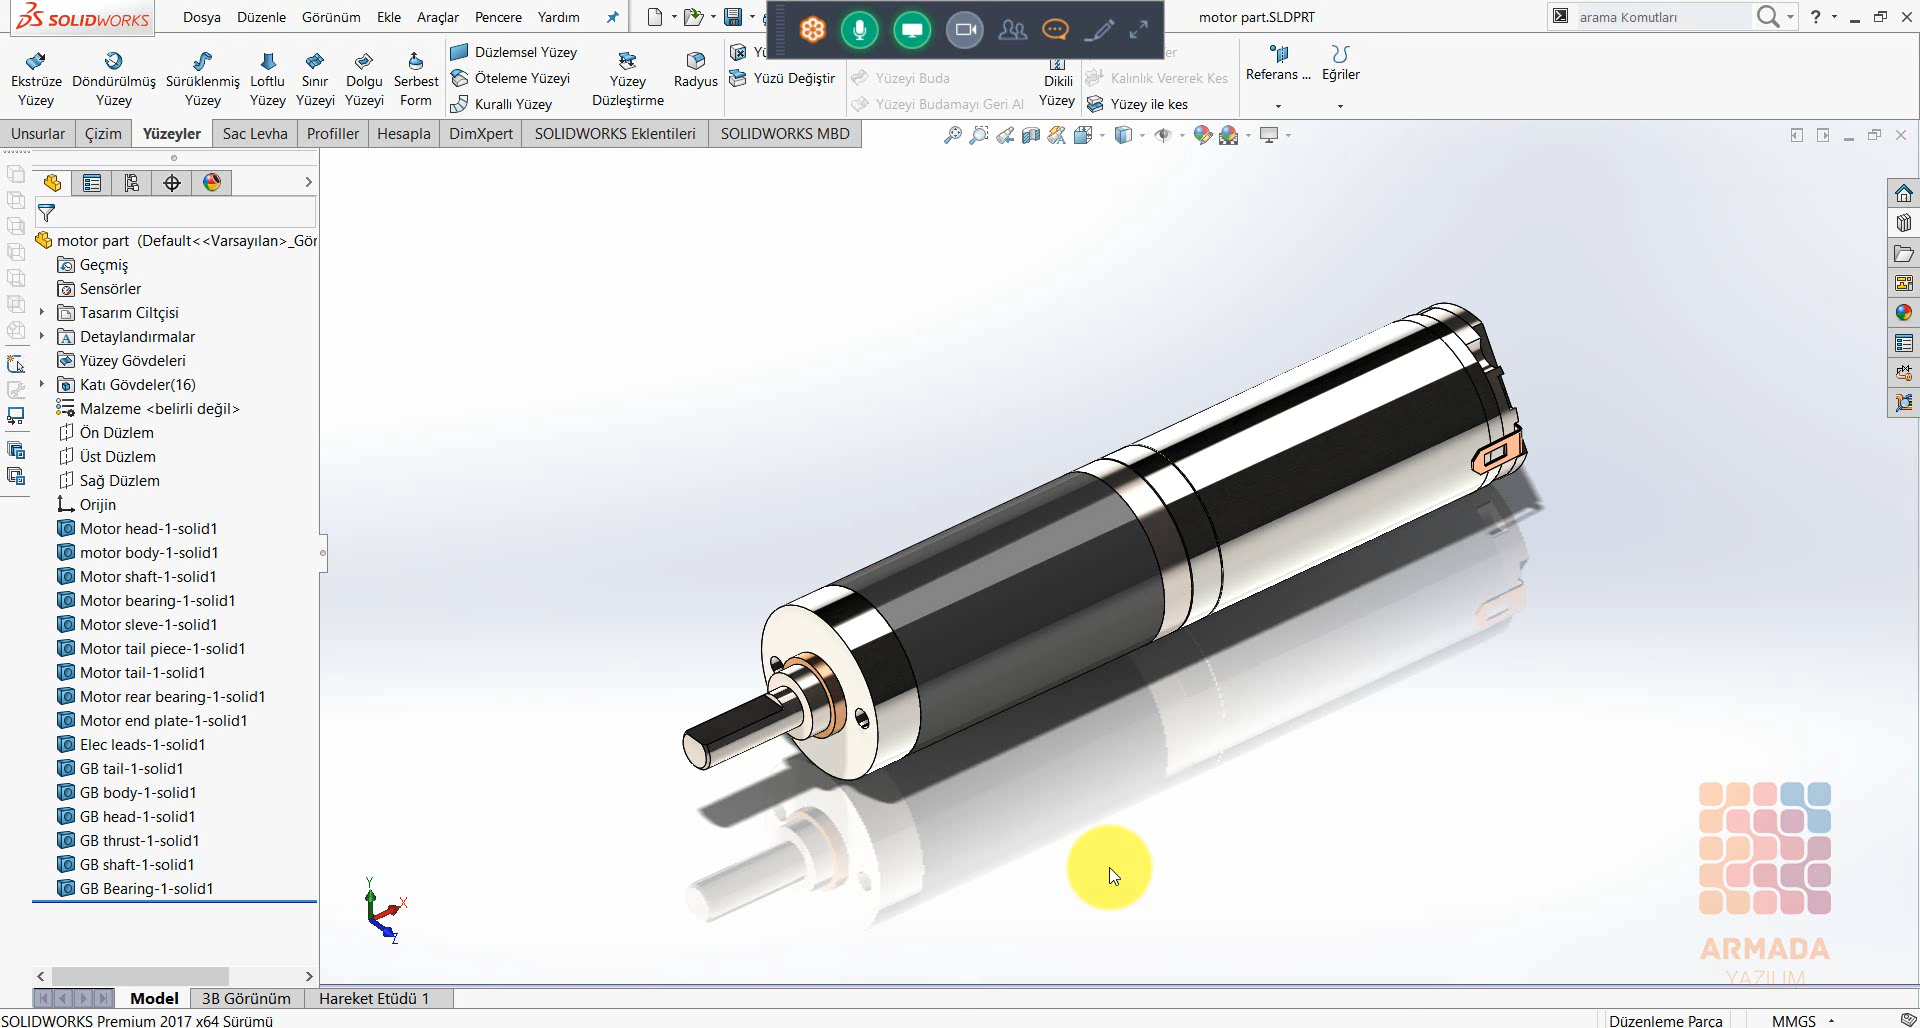 SOLIDWORKS
Dosya Düzenle Görünüm Ekle Araçlar Pencere Yardım
motor part.SLDPRT
arama Komutları
?
Ekstrüze Yüzey
Döndürülmüş Yüzey
Sürüklenmiş Yüzey
Loftlu Yüzey
Sınır Yüzeyi
Dolgu Yüzeyi
Serbest Form
Düzlemsel Yüzey
Öteleme Yüzeyi
Kurallı Yüzey
Yüzey Düzleştirme
Radyus
Yüzü Değiştir
Yüzeyi Buda
Yüzeyi Budamayı Geri Al
Dikili Yüzey
Kalınlık Vererek Kes
Yüzey ile kes
Referans ...
Eğriler
Unsurlar Çizim Yüzeyler Sac Levha Profiller Hesapla DimXpert SOLIDWORKS Eklentileri SOLIDWORKS MBD
motor part (Default<<Varsayılan>_Gör
Geçmiş
Sensörler
Tasarım Ciltçisi
Detaylandırmalar
Yüzey Gövdeleri
Katı Gövdeler(16)
Malzeme <belirli değil>
Ön Düzlem
Üst Düzlem
Sağ Düzlem
Orijin
Motor head-1-solid1
motor body-1-solid1
Motor shaft-1-solid1
Motor bearing-1-solid1
Motor sleve-1-solid1
Motor tail piece-1-solid1
Motor tail-1-solid1
Motor rear bearing-1-solid1
Motor end plate-1-solid1
Elec leads-1-solid1
GB tail-1-solid1
GB body-1-solid1
GB head-1-solid1
GB thrust-1-solid1
GB shaft-1-solid1
GB Bearing-1-solid1
Y
X
Z
ARMADA
YAZILIM
Model 3B Görünüm Hareket Etüdü 1
SOLIDWORKS Premium 2017 x64 Sürümü
Düzenleme Parça MMGS